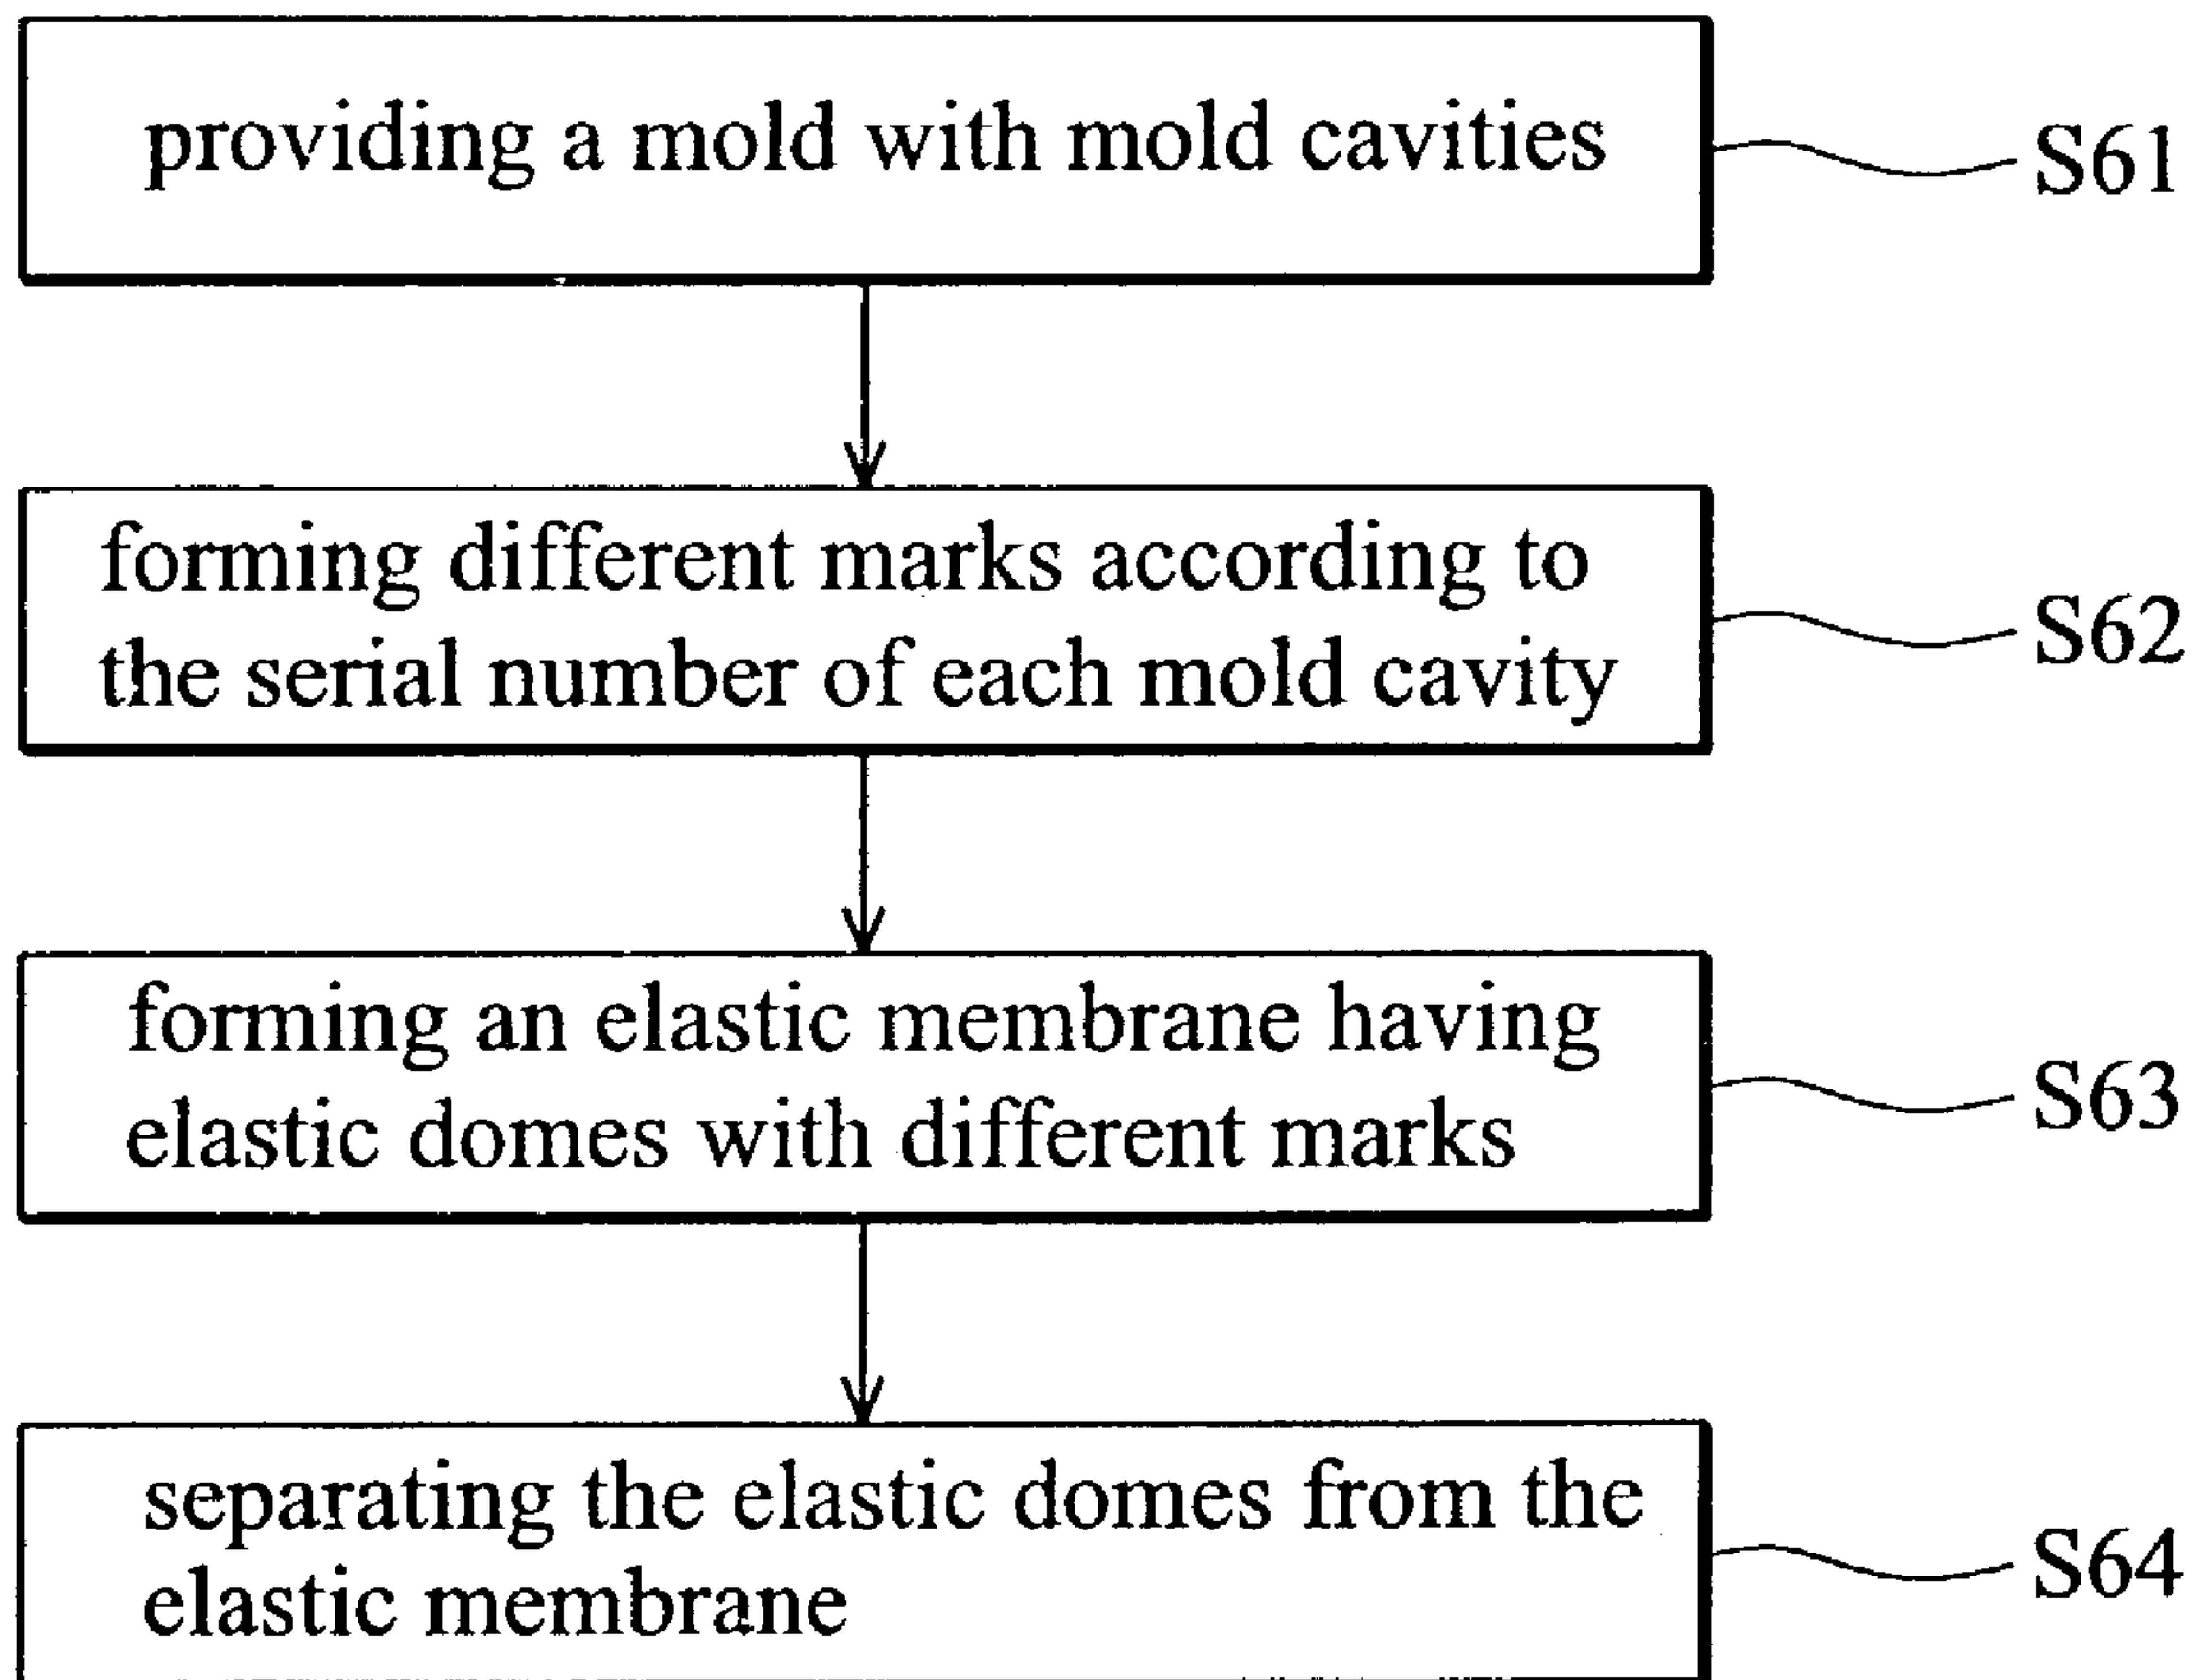 providing a mold with mold cavities
S61
forming different marks according to
the serial number of each mold cavity
S62
forming an elastic membrane having
elastic domes with different marks
S63
separating the elastic domes from the
elastic membrane
S64